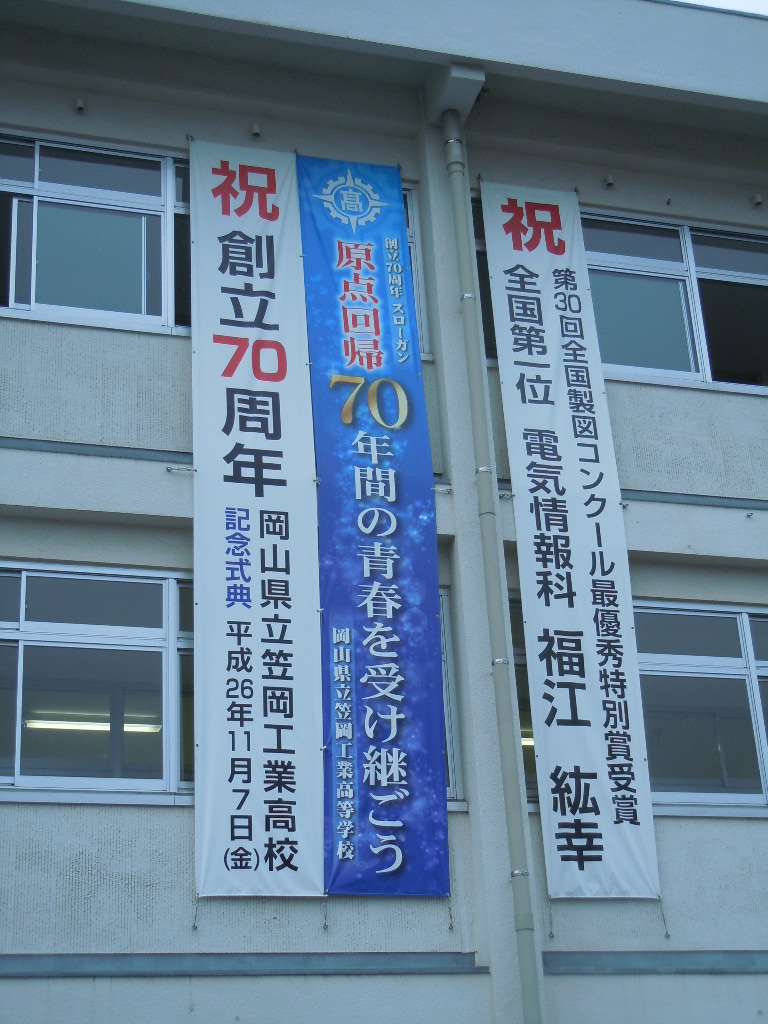 祝
創立70周年
岡山県立笠岡工業高校
記念式典 平成26年11月7日(金)
高
創立70周年 スローガン
原点回帰
70年間の青春を受け継ごう
岡山県立笠岡工業高等学校
祝
第30回全国製図コンクール最優秀特別賞受賞
全国第一位 電気情報科 福江 紘幸